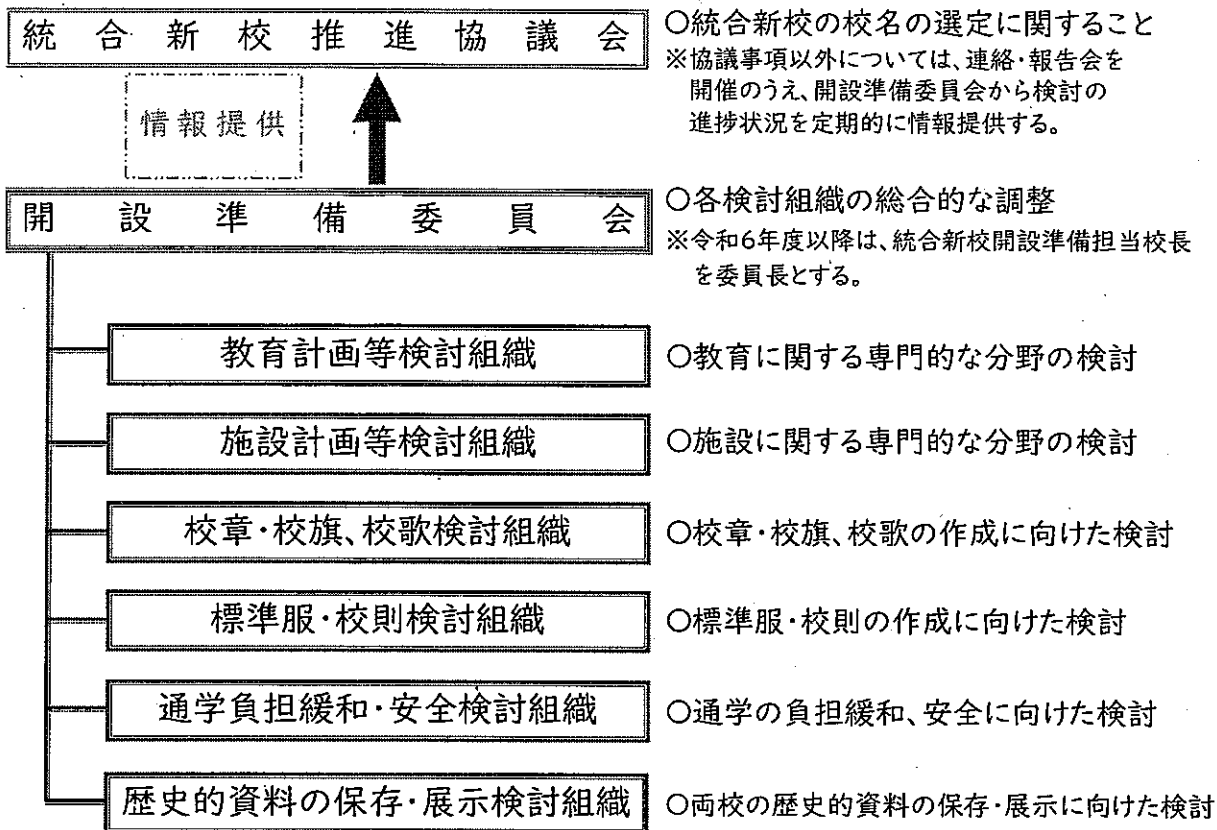 統合新校推進協議会
○統合新校の校名の選定に関すること
※協議事項以外については、連絡・報告会を
開催のうえ、開設準備委員会から検討の
進捗状況を定期的に情報提供する。
情報提供
開設準備委員会
○各検討組織の総合的な調整
※令和6年度以降は、統合新校開設準備担当校長
を委員長とする。
教育計画等検討組織
○教育に関する専門的な分野の検討
施設計画等検討組織
○施設に関する専門的な分野の検討
校章・校旗、校歌検討組織
○校章・校旗、校歌の作成に向けた検討
標準服・校則検討組織
○標準服・校則の作成に向けた検討
通学負担緩和・安全検討組織
○通学の負担緩和、安全に向けた検討
歴史的資料の保存・展示検討組織
○両校の歴史的資料の保存・展示に向けた検討